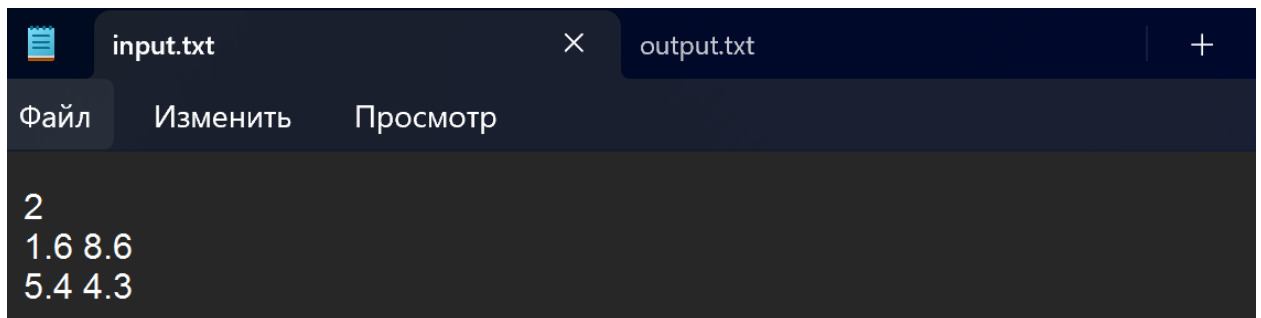 input.txt
output.txt
Файл Изменить Просмотр
2
1.6 8.6
5.4 4.3